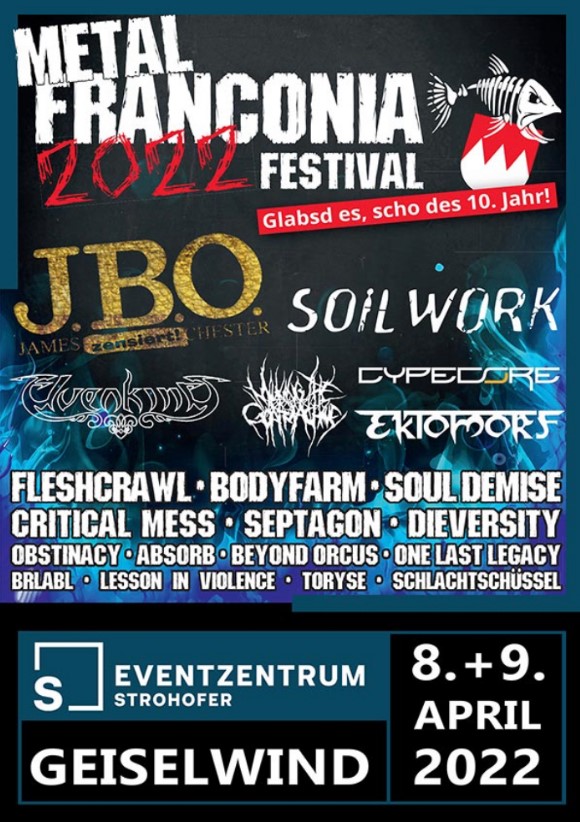 METAL
FRANCONIA
2022 FESTIVAL
Glabsd es, scho des 10. Jahr!
J.B.O.
JAMES zensiert! CHESTER
SOILWORK
Elvenking
CYPECORE
EKTOMORF
FLESHCRAWL • BODYFARM • SOUL DEMISE
CRITICAL MESS • SEPTAGON • DIEVERSITY
OBSTINACY • ABSORB • BEYOND ORCUS • ONE LAST LEGACY
BRLABL • LESSON IN VIOLENCE • TORYSE • SCHLACHTSCHÜSSEL
S EVENTZENTRUM
STROHOFER
GEISELWIND
8.+9.
APRIL
2022